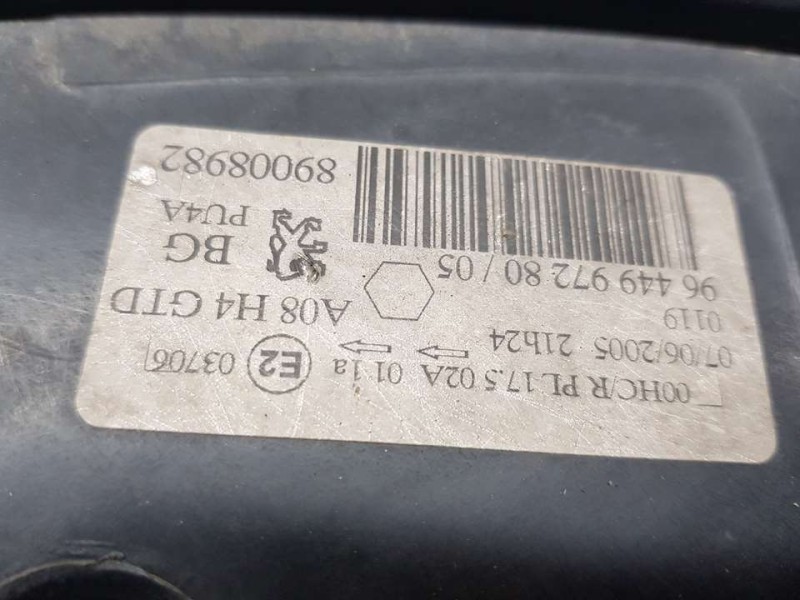 00HC/R PL 17.5 02A 01 1a E2 03706
07/06/2005 21h24
0119
A08 H4 GTD
96 449 972 80 / 05
BG
PU4A
89008982